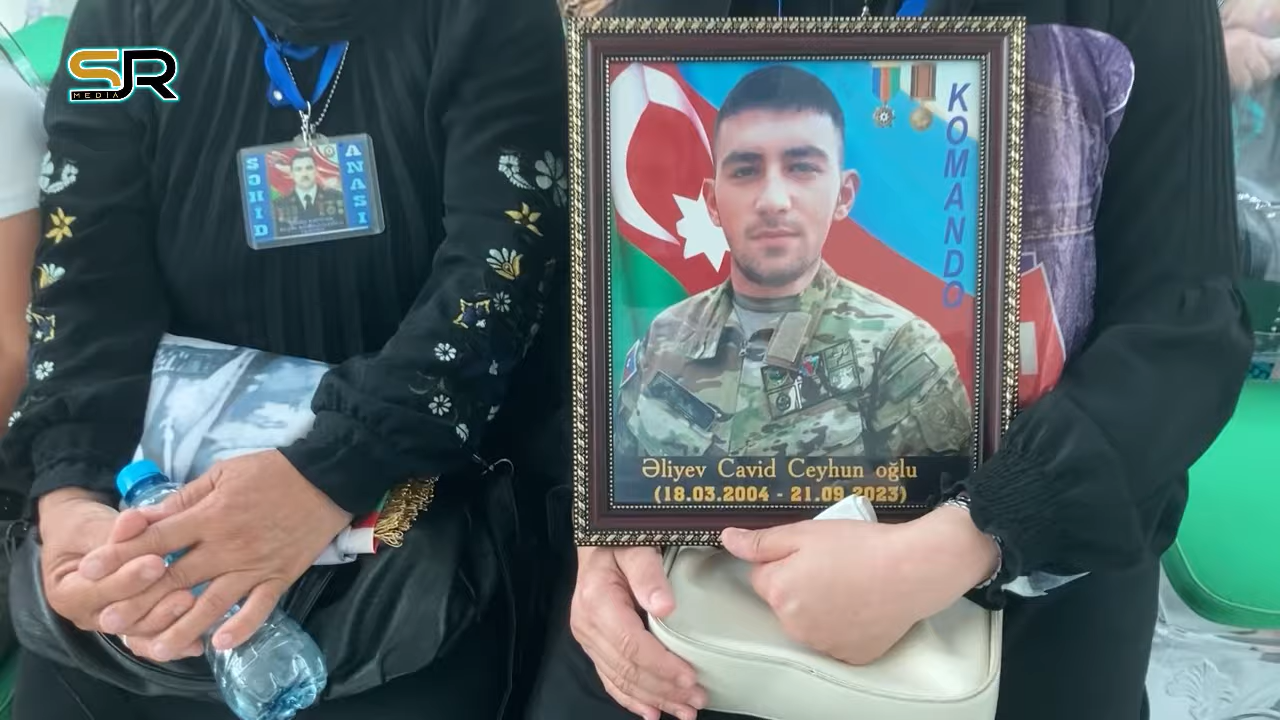 SR
MEDIA
ŞƏHİD
ANASI
KOMANDO
Əliyev Cavid Ceyhun oğlu
(18.03.2004 - 21.09.2023)